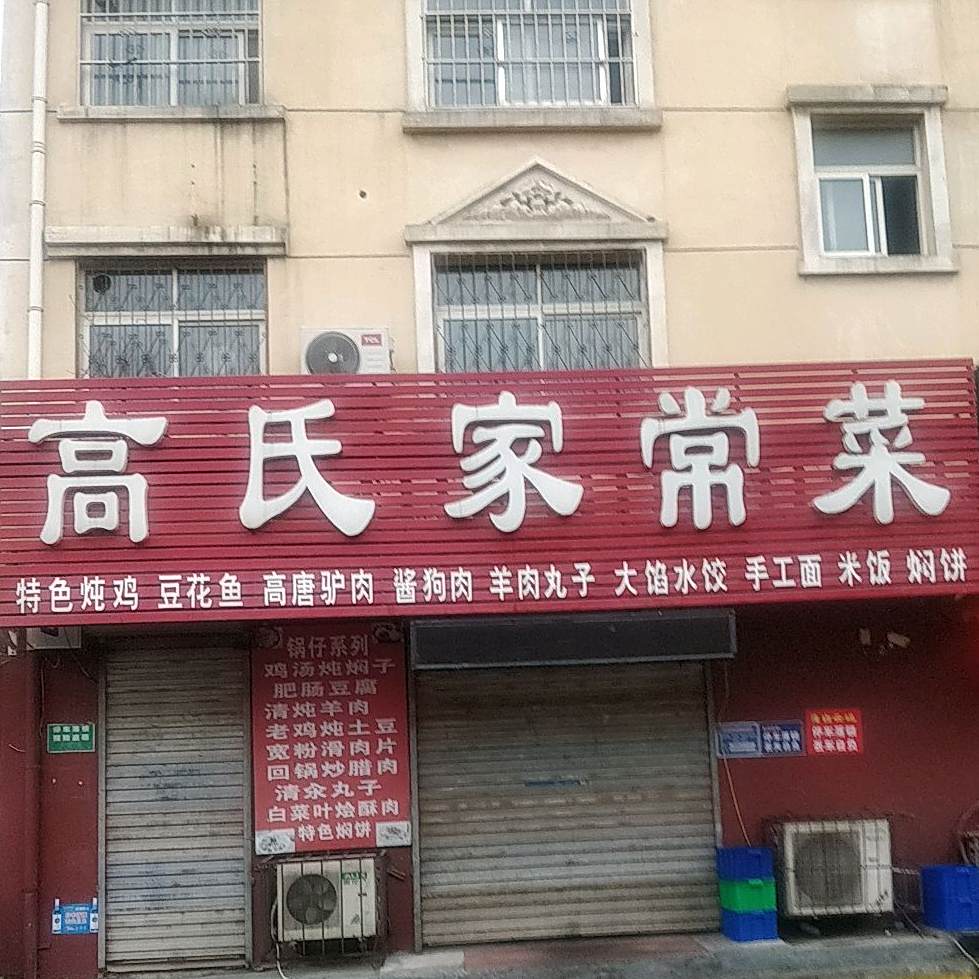 TCL
高氏家常菜
特色炖鸡 豆花鱼 高唐驴肉 酱狗肉 羊肉丸子 大馅水饺 手工面 米饭 焖饼
锅仔系列
鸡汤炖焖子
肥肠豆腐
清炖羊肉
老鸡炖土豆
宽粉滑肉片
回锅炒腊肉
清汆丸子
白菜叶烩酥肉
特色焖饼
AUX